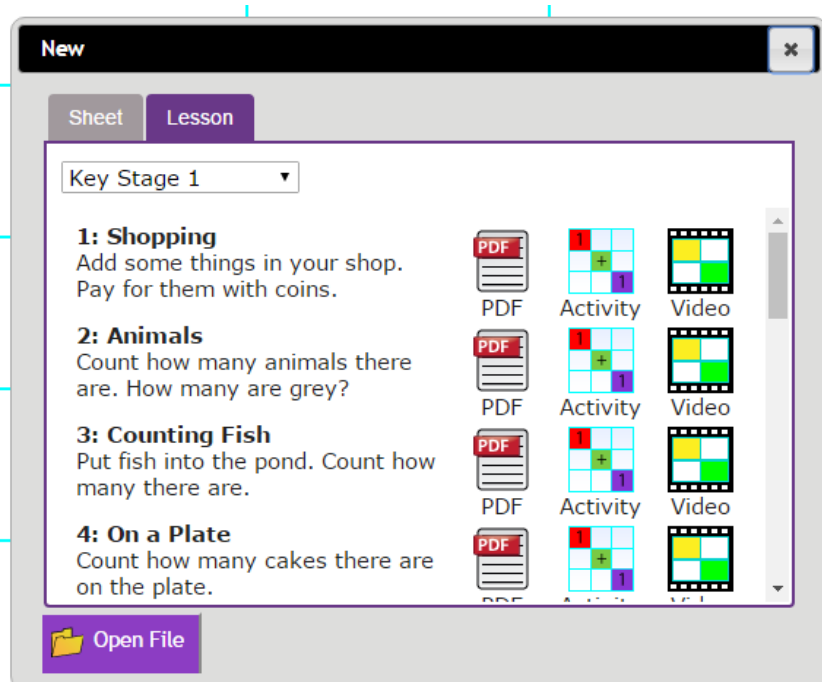 New
Sheet Lesson
Key Stage 1
1: Shopping
Add some things in your shop.
Pay for them with coins.
PDF
1 + 1
PDF Activity Video
2: Animals
Count how many animals there
are. How many are grey?
PDF
1 + 1
PDF Activity Video
3: Counting Fish
Put fish into the pond. Count how
many there are.
PDF
1 + 1
PDF Activity Video
4: On a Plate
Count how many cakes there are
on the plate.
PDF
1 + 1
PDF Activity Video
Open File